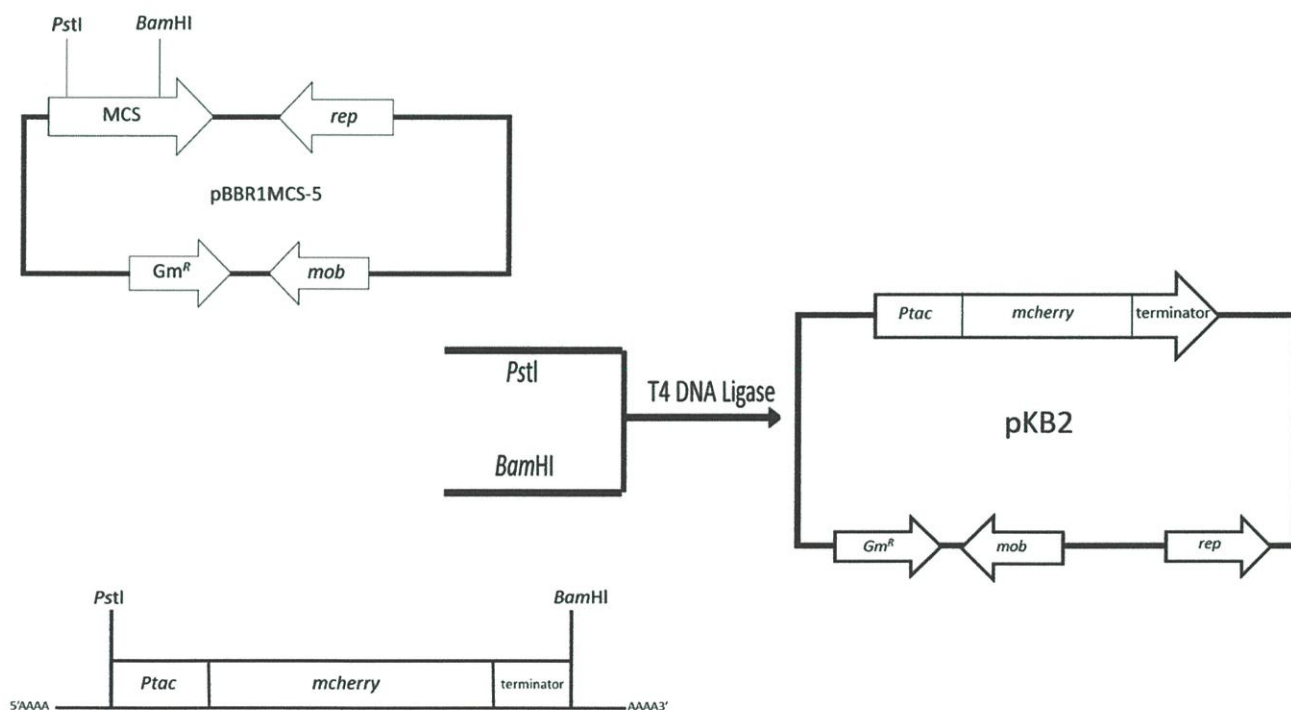 PstI BamHI
MCS rep
pBBR1MCS-5
Gmᴿ mob
PstI
BamHI
T4 DNA Ligase
Ptac mcherry terminator
pKB2
Gmᴿ mob rep
PstI BamHI
Ptac mcherry terminator
5'AAAA AAAA3'